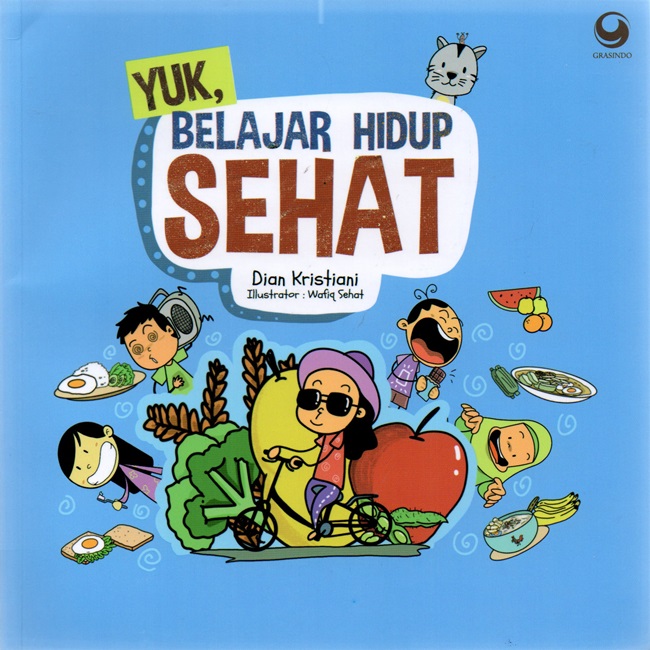 GRASINDO
YUK,
BELAJAR HIDUP
SEHAT
Dian Kristiani
Illustrator : Wafiq Sehat